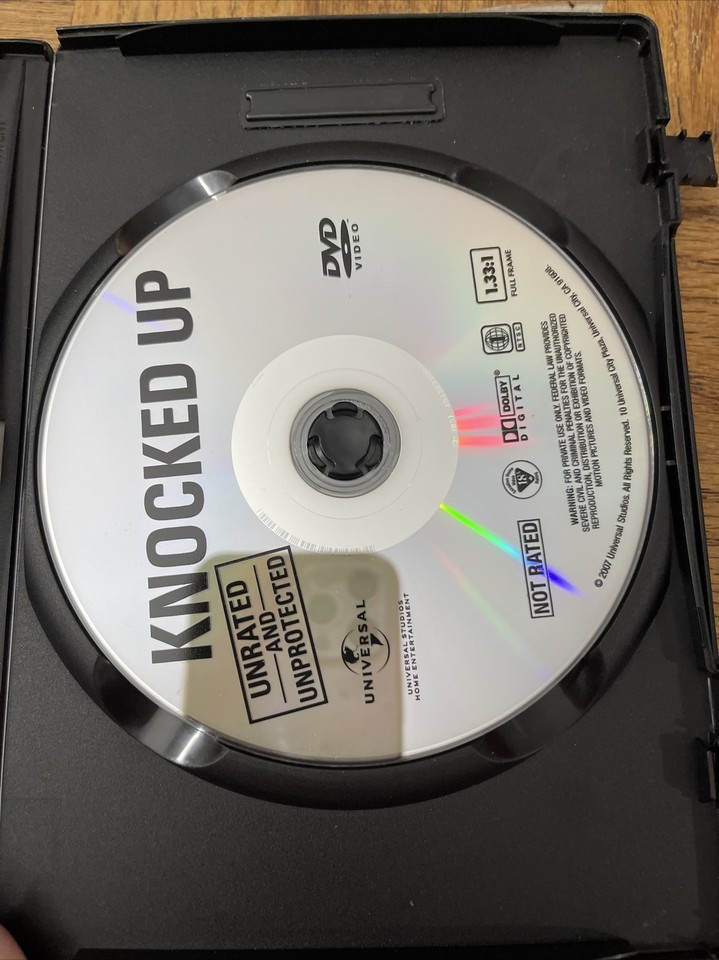 KNOCKED UP
UNRATED
AND
UNPROTECTED
DVD
VIDEO
UNIVERSAL
UNIVERSAL STUDIOS
HOME ENTERTAINMENT
1.33:1
FULL FRAME
1
NTSC
DOLBY
DIGITAL
18
NOT RATED
WARNING: FOR PRIVATE USE ONLY. FEDERAL LAW PROVIDES
SEVERE CIVIL AND CRIMINAL PENALTIES FOR THE UNAUTHORIZED
REPRODUCTION, DISTRIBUTION OR EXHIBITION OF COPYRIGHTED
MOTION PICTURES AND VIDEO FORMATS.
© 2007 Universal Studios. All Rights Reserved. 10 Universal City Plaza, Universal City, CA 91608.